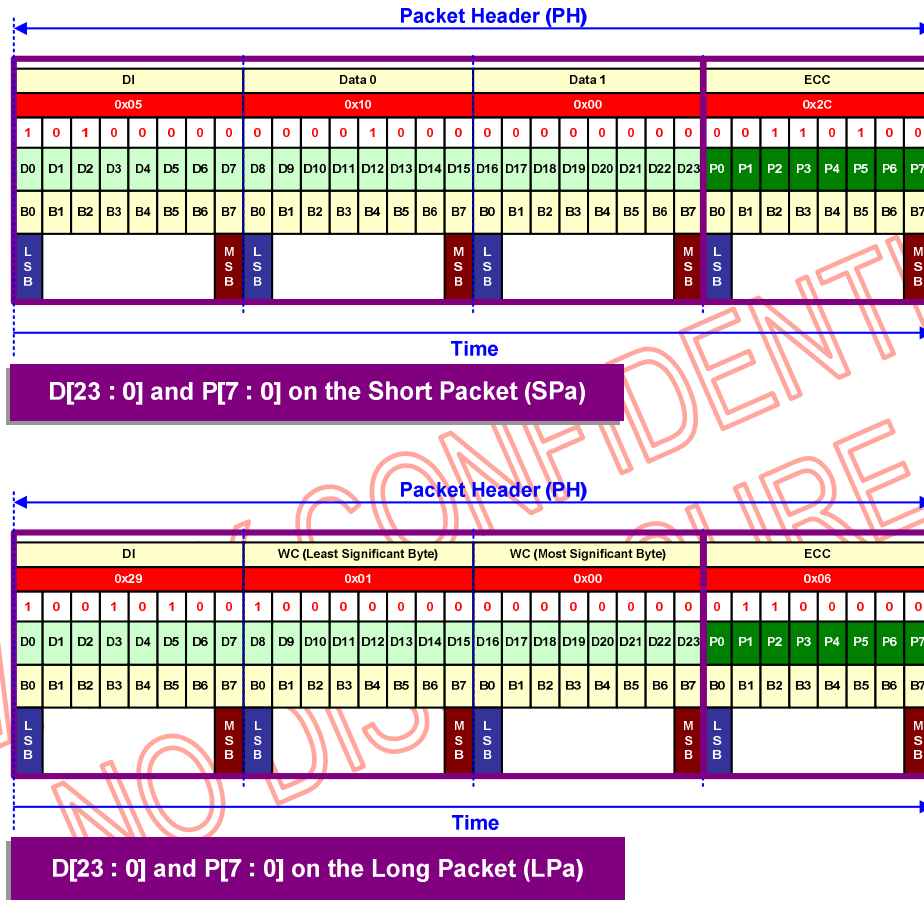 Packet Header (PH)
DI Data 0 Data 1 ECC
0x05 0x10 0x00 0x2C
1 0 1 0 0 0 0 0 0 0 0 0 1 0 0 0 0 0 0 0 0 0 0 0 0 0 1 1 0 1 0 0
D0 D1 D2 D3 D4 D5 D6 D7 D8 D9 D10 D11 D12 D13 D14 D15 D16 D17 D18 D19 D20 D21 D22 D23 P0 P1 P2 P3 P4 P5 P6 P7
B0 B1 B2 B3 B4 B5 B6 B7 B0 B1 B2 B3 B4 B5 B6 B7 B0 B1 B2 B3 B4 B5 B6 B7 B0 B1 B2 B3 B4 B5 B6 B7
LSB MSB LSB MSB LSB MSB LSB MSB
Time
D[23 : 0] and P[7 : 0] on the Short Packet (SPa)
Packet Header (PH)
DI WC (Least Significant Byte) WC (Most Significant Byte) ECC
0x29 0x01 0x00 0x06
1 0 0 1 0 1 0 0 1 0 0 0 0 0 0 0 0 0 0 0 0 0 0 0 0 1 1 0 0 0 0 0
D0 D1 D2 D3 D4 D5 D6 D7 D8 D9 D10 D11 D12 D13 D14 D15 D16 D17 D18 D19 D20 D21 D22 D23 P0 P1 P2 P3 P4 P5 P6 P7
B0 B1 B2 B3 B4 B5 B6 B7 B0 B1 B2 B3 B4 B5 B6 B7 B0 B1 B2 B3 B4 B5 B6 B7 B0 B1 B2 B3 B4 B5 B6 B7
LSB MSB LSB MSB LSB MSB LSB MSB
Time
D[23 : 0] and P[7 : 0] on the Long Packet (LPa)
CONFIDENTI
NO DIS URE